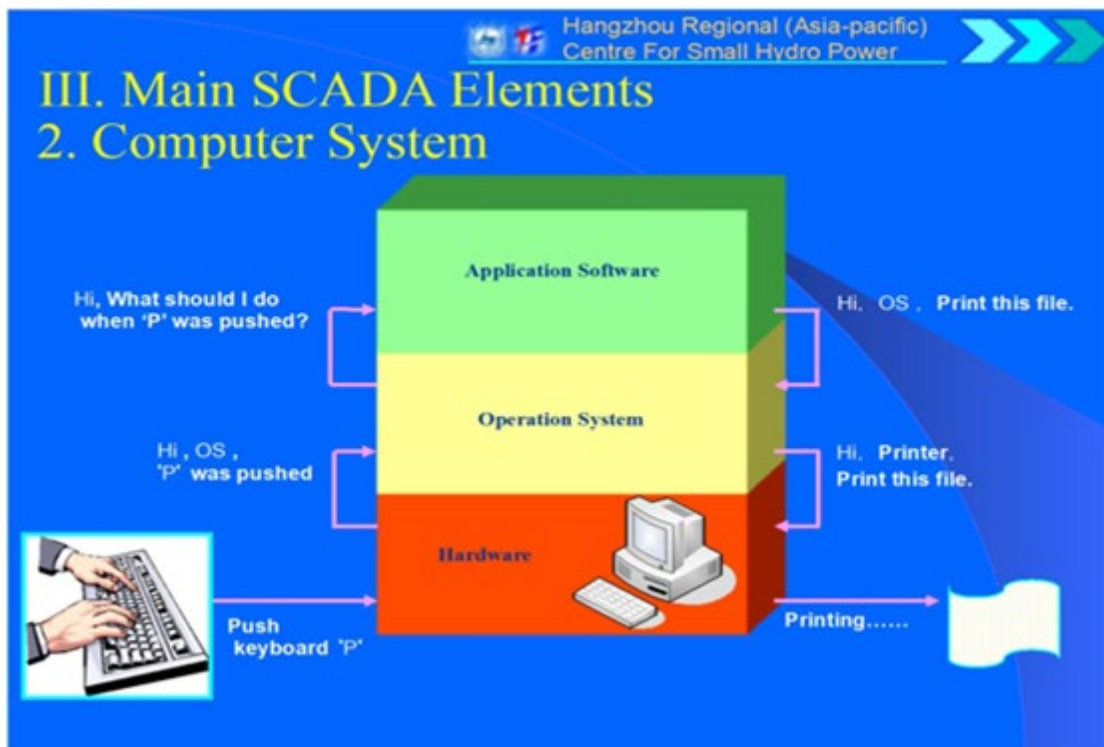 Hangzhou Regional (Asia-pacific)
Centre For Small Hydro Power
III. Main SCADA Elements
2. Computer System
Application Software
Hi, What should I do
when 'P' was pushed?
Hi, OS , Print this file.
Operation System
Hi , OS ,
'P' was pushed
Hi, Printer,
Print this file.
Hardware
Push
keyboard 'P'
Printing......